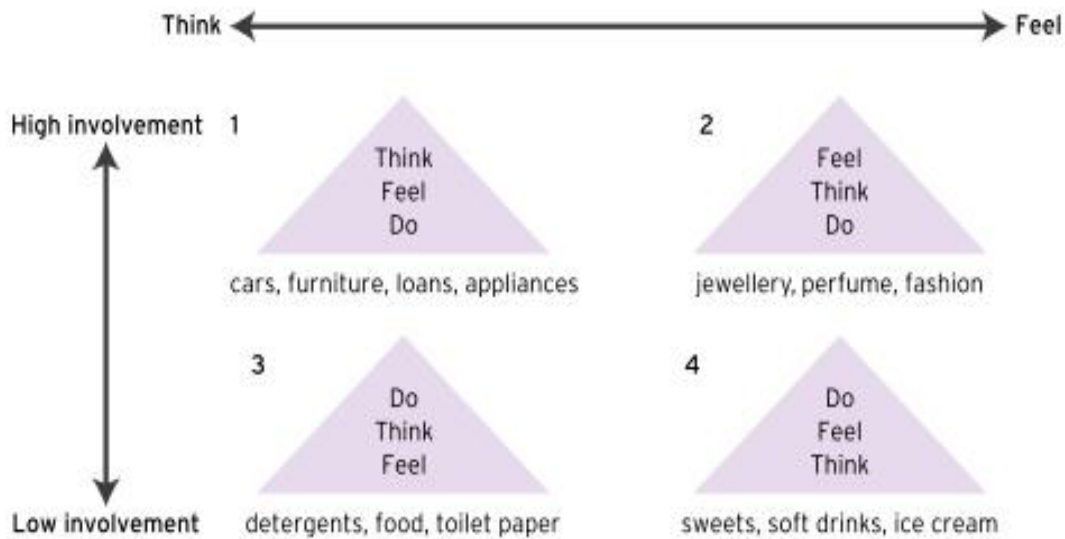 Think Feel
High involvement 1 2
Think
Feel
Do
Feel
Think
Do
cars, furniture, loans, appliances
jewellery, perfume, fashion
3 4
Do
Think
Feel
Do
Feel
Think
Low involvement
detergents, food, toilet paper
sweets, soft drinks, ice cream